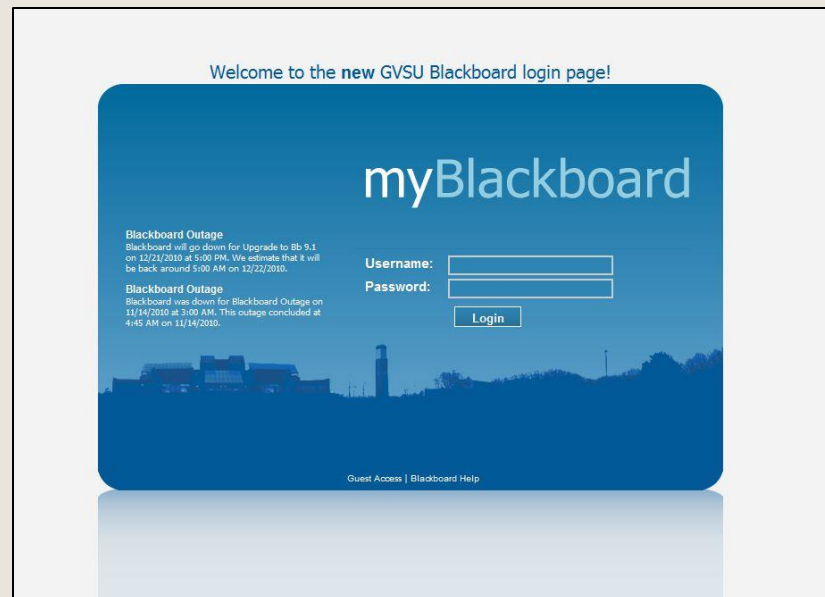 Welcome to the new GVSU Blackboard login page!
myBlackboard
Blackboard Outage
Blackboard will go down for Upgrade to Bb 9.1
on 12/21/2010 at 5:00 PM. We estimate that it will
be back around 5:00 AM on 12/22/2010.
Blackboard Outage
Blackboard was down for Blackboard Outage on
11/14/2010 at 3:00 AM. This outage concluded at
4:45 AM on 11/14/2010.
Username:
Password:
Login
Guest Access | Blackboard Help